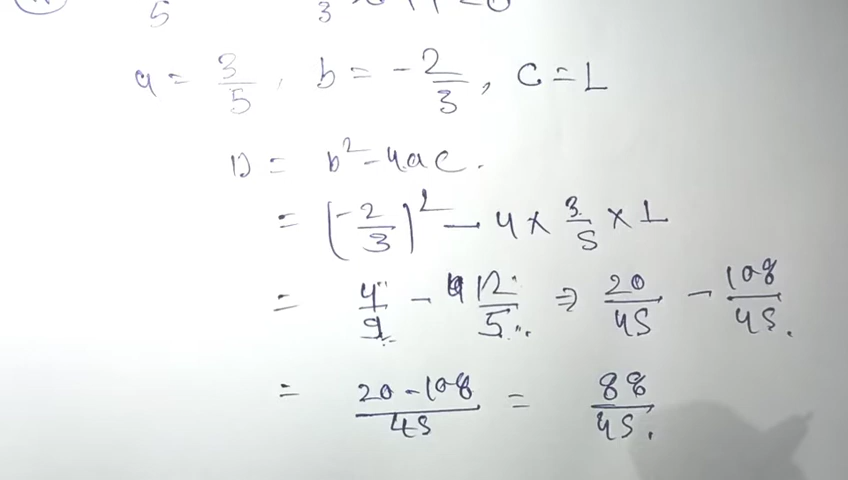 a = 3/5, b = -2/3, C = 1
D = b² - 4ac.
= (-2/3)² - 4 × 3/5 × 1
= 4/9 - 12/5 ⇒ 20/45 - 108/45.
= 20-108/45 = 88/45.